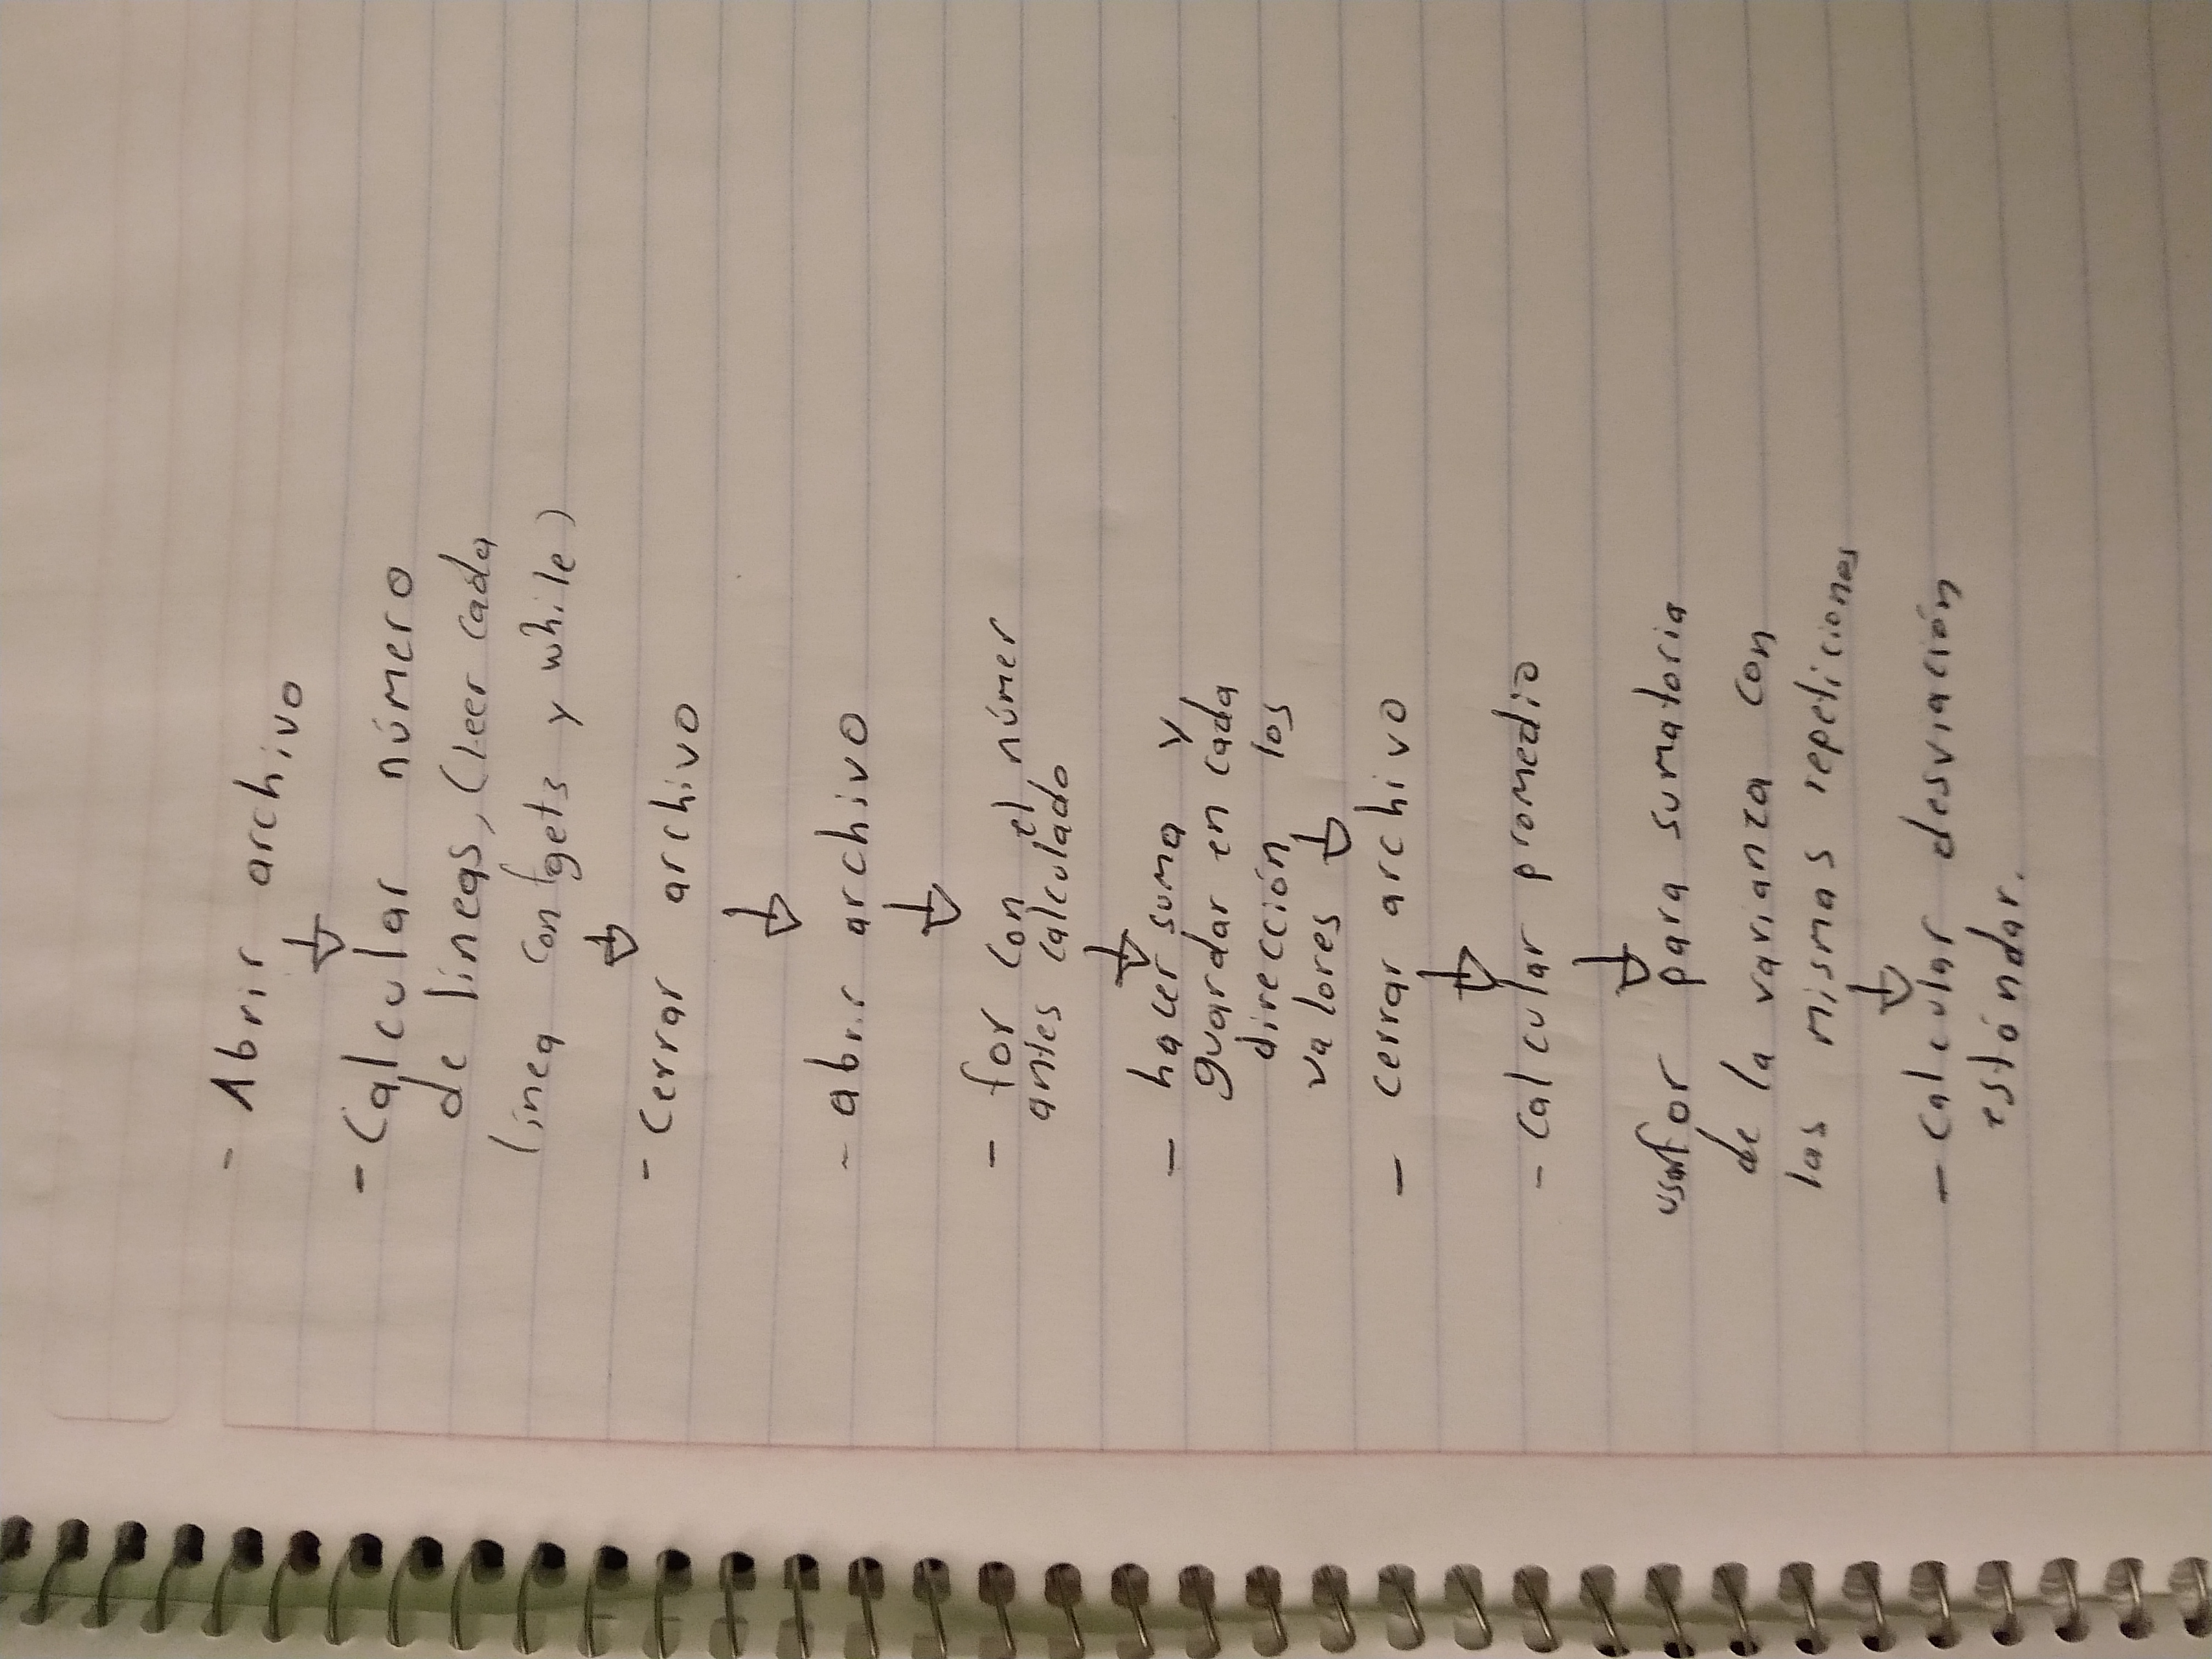 - Abrir archivo
- Calcular número
de líneas, (leer cada
línea con fgets y while)
- cerrar archivo
- abrir archivo
- for con el númer
antes calculado
- hacer suma y
guardar en cada
dirección los
valores
- cerrar archivo
- calcular promedio
usar for para sumatoria
de la varianza con
las mismas repeticiones
- calcular desviación
estándar.